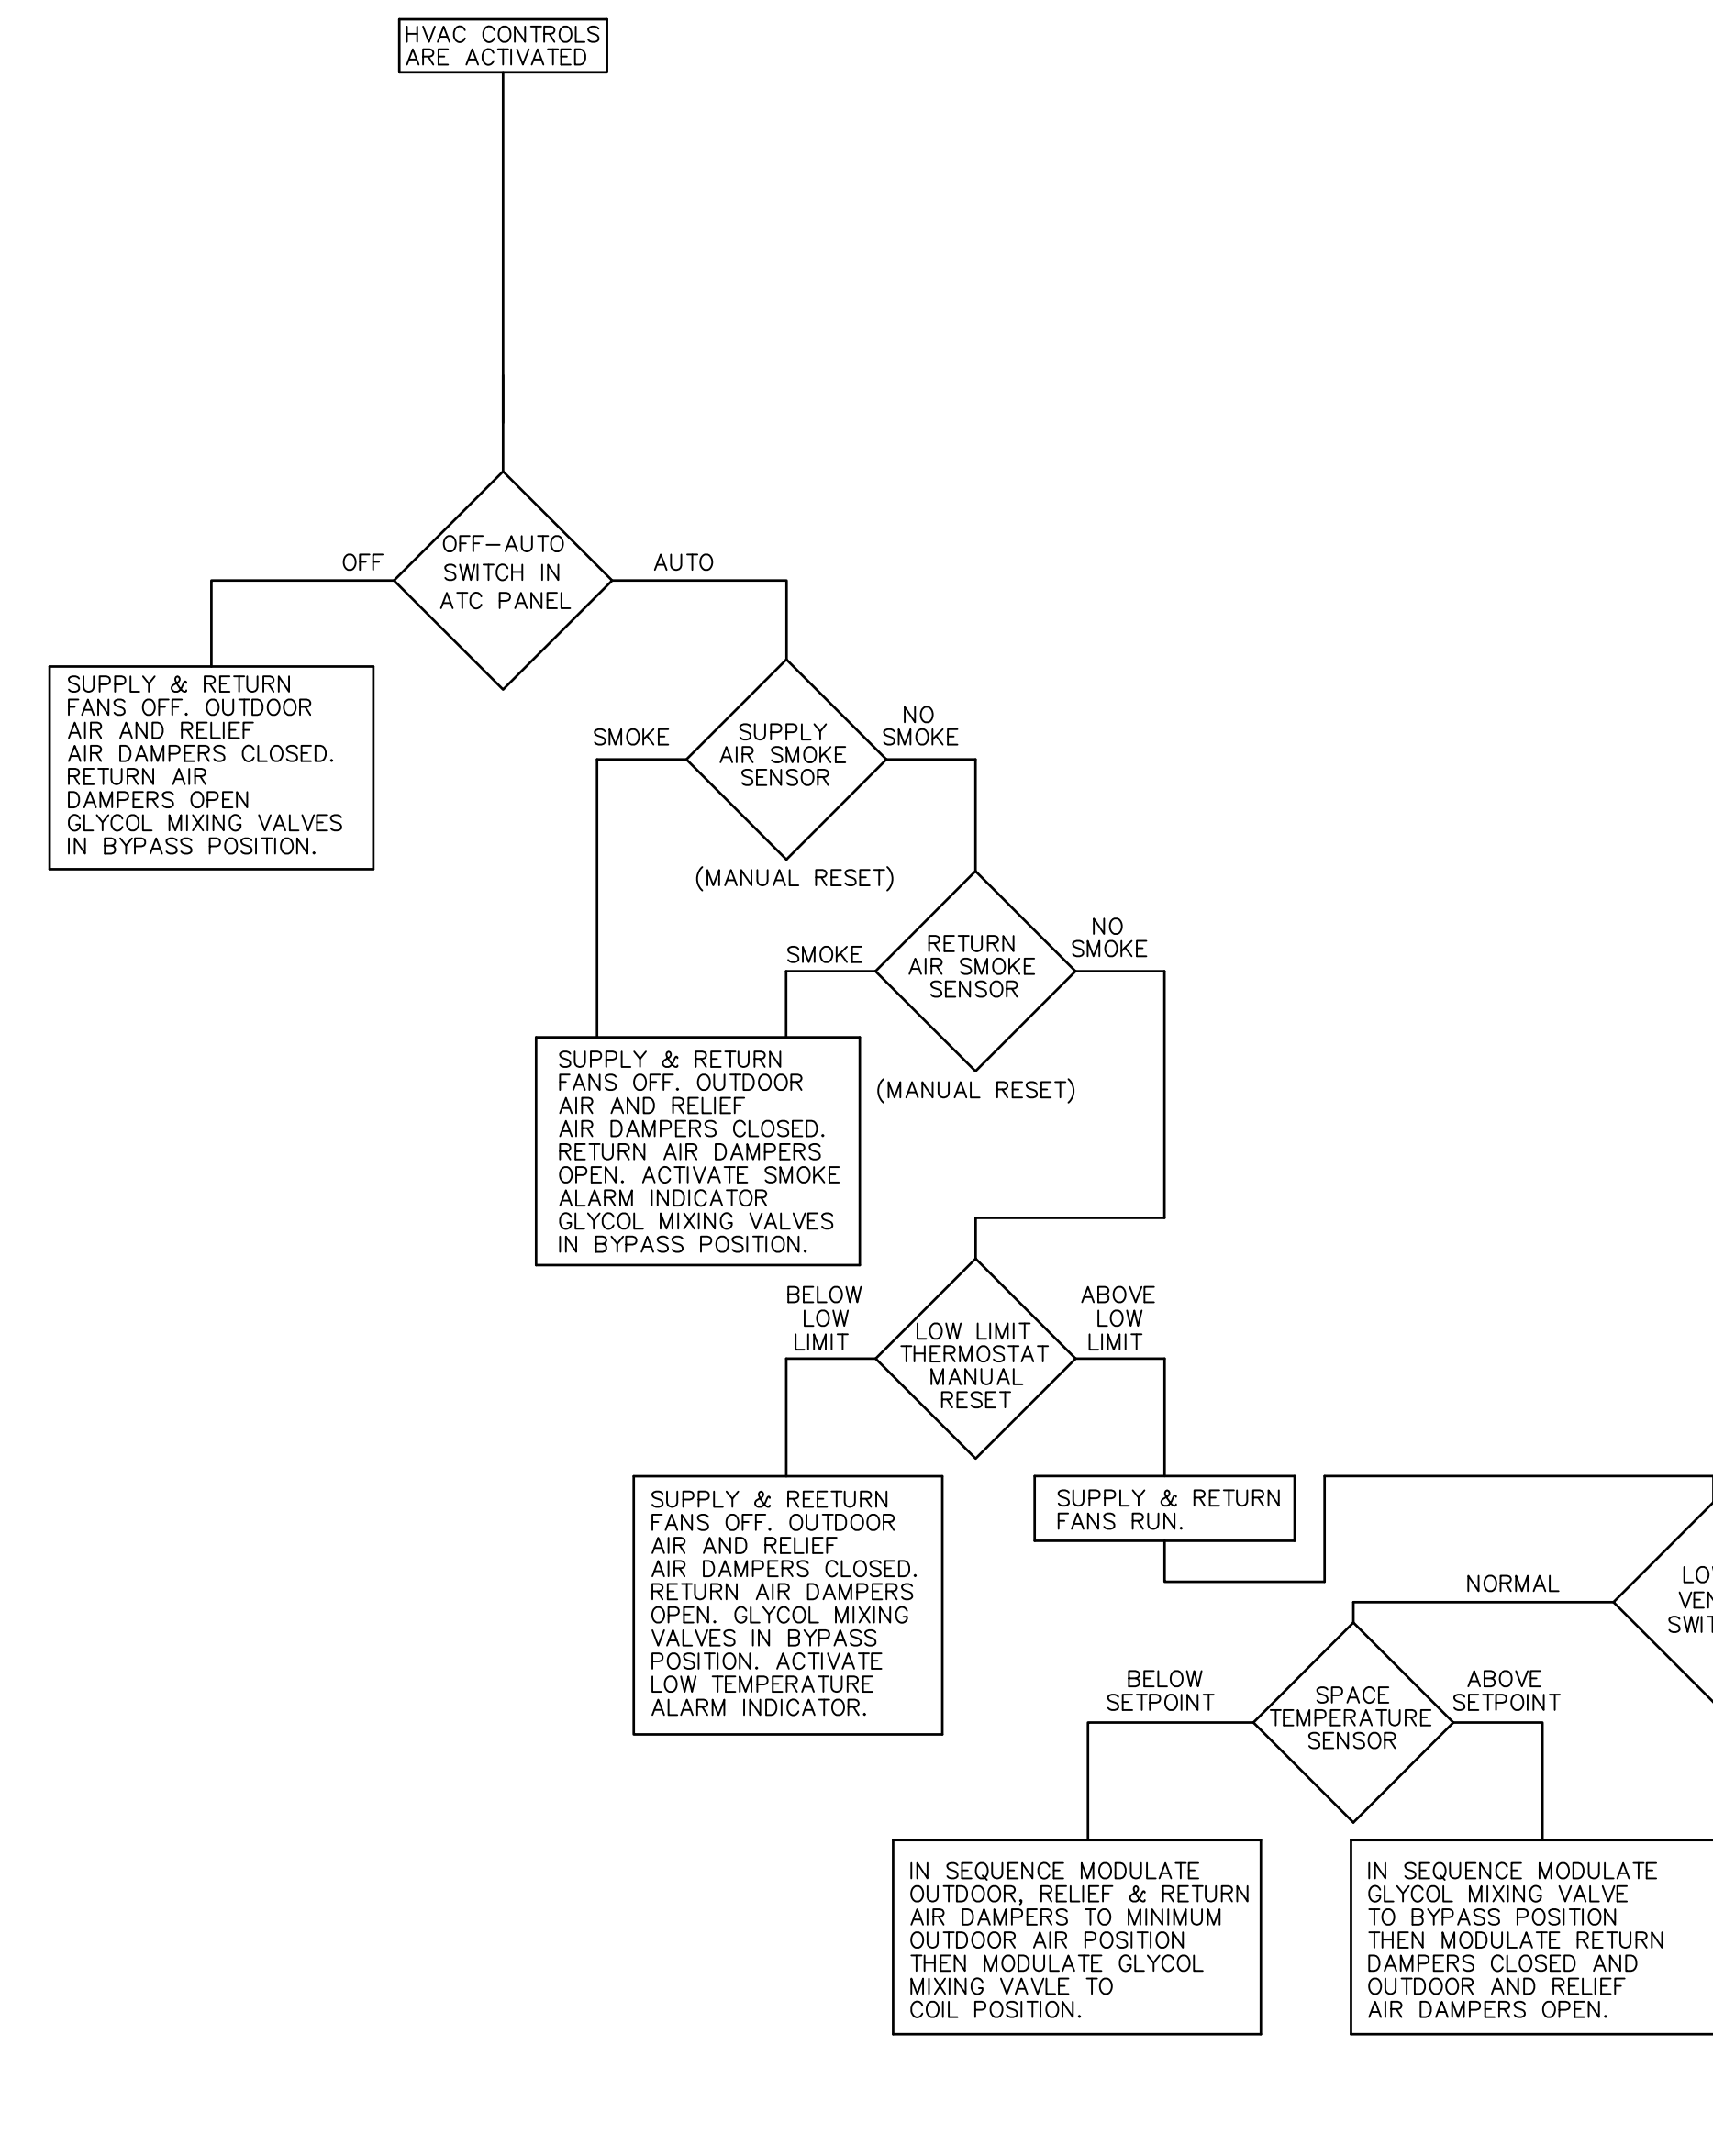 HVAC CONTROLS
ARE ACTIVATED
OFF
OFF-AUTO
SWITCH IN
ATC PANEL
AUTO
SUPPLY & RETURN
FANS OFF. OUTDOOR
AIR AND RELIEF
AIR DAMPERS CLOSED.
RETURN AIR
DAMPERS OPEN
GLYCOL MIXING VALVES
IN BYPASS POSITION.
SMOKE
SUPPLY
AIR SMOKE
SENSOR
NO
SMOKE
(MANUAL RESET)
SMOKE
RETURN
AIR SMOKE
SENSOR
NO
SMOKE
(MANUAL RESET)
SUPPLY & RETURN
FANS OFF. OUTDOOR
AIR AND RELIEF
AIR DAMPERS CLOSED.
RETURN AIR DAMPERS
OPEN. ACTIVATE SMOKE
ALARM INDICATOR
GLYCOL MIXING VALVES
IN BYPASS POSITION.
BELOW
LOW
LIMIT
LOW LIMIT
THERMOSTAT
MANUAL
RESET
ABOVE
LOW
LIMIT
SUPPLY & REETURN
FANS OFF. OUTDOOR
AIR AND RELIEF
AIR DAMPERS CLOSED.
RETURN AIR DAMPERS
OPEN. GLYCOL MIXING
VALVES IN BYPASS
POSITION. ACTIVATE
LOW TEMPERATURE
ALARM INDICATOR.
SUPPLY & RETURN
FANS RUN.
NORMAL
BELOW
SETPOINT
SPACE
TEMPERATURE
SENSOR
ABOVE
SETPOINT
IN SEQUENCE MODULATE
OUTDOOR, RELIEF & RETURN
AIR DAMPERS TO MINIMUM
OUTDOOR AIR POSITION
THEN MODULATE GLYCOL
MIXING VAVLE TO
COIL POSITION.
IN SEQUENCE MODULATE
GLYCOL MIXING VALVE
TO BYPASS POSITION
THEN MODULATE RETURN
DAMPERS CLOSED AND
OUTDOOR AND RELIEF
AIR DAMPERS OPEN.